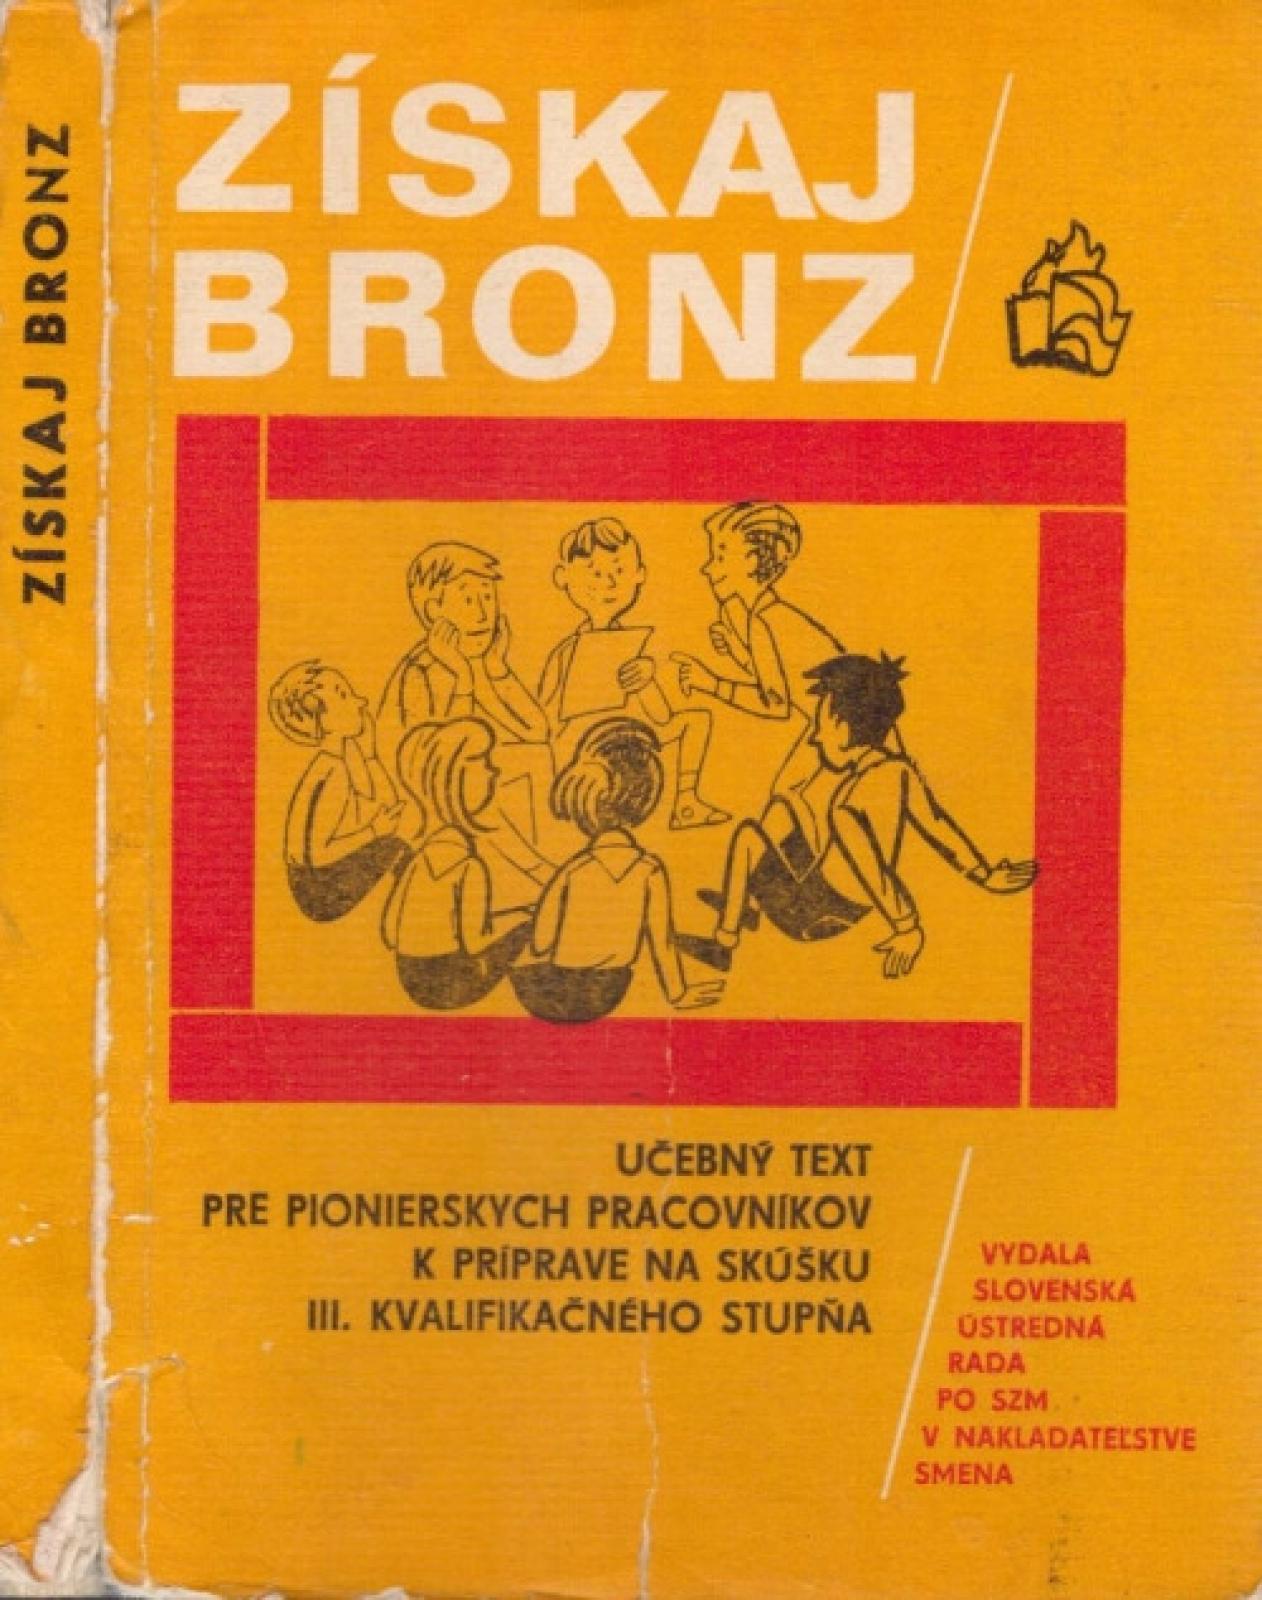 ZÍSKAJ BRONZ
ZÍSKAJ
BRONZ
UČEBNÝ TEXT
PRE PIONIERSKYCH PRACOVNÍKOV
K PRÍPRAVE NA SKÚŠKU
III. KVALIFIKAČNÉHO STUPŇA
VYDALA
SLOVENSKÁ
ÚSTREDNÁ
RADA
PO SZM
V NAKLADATEĽSTVE
SMENA